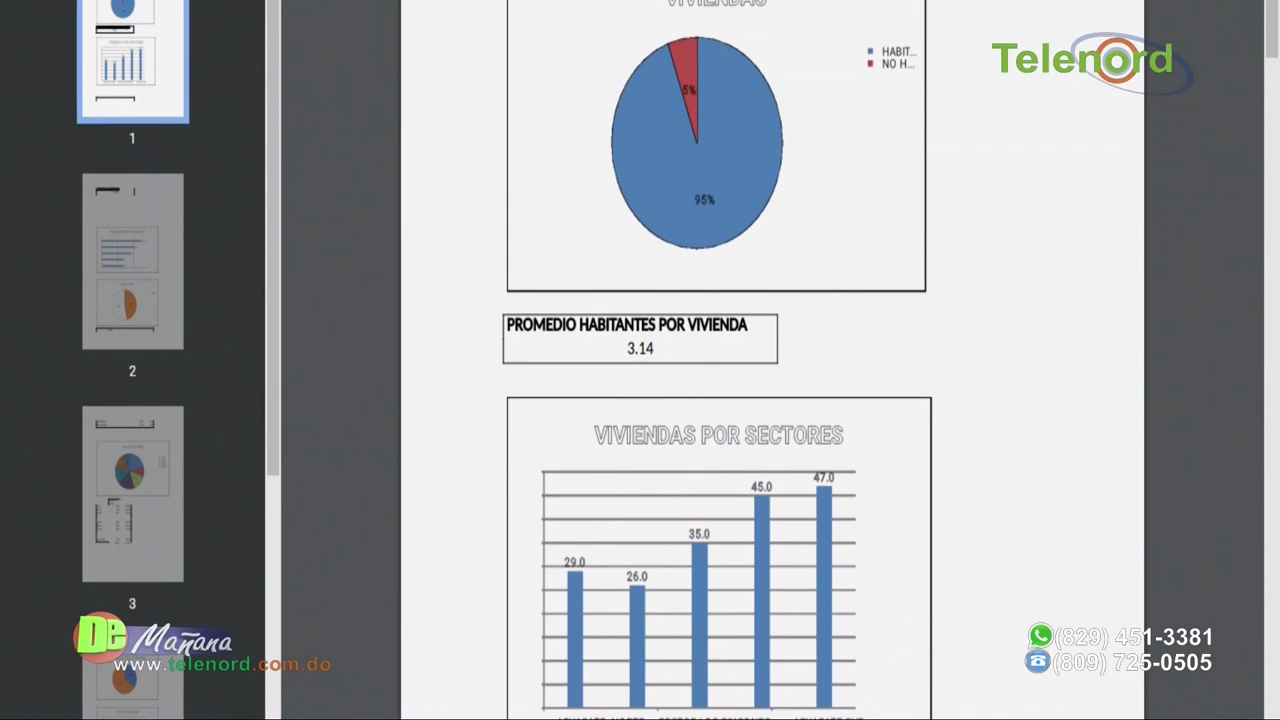 VIVIENDAS
HABIT...
NO H...
5%
95%
Telenord
1
PROMEDIO HABITANTES POR VIVIENDA
3.14
2
VIVIENDAS POR SECTORES
29.0
26.0
35.0
45.0
47.0
3
De Mañana
www.telenord.com.do
(829) 451-3381
(809) 725-0505